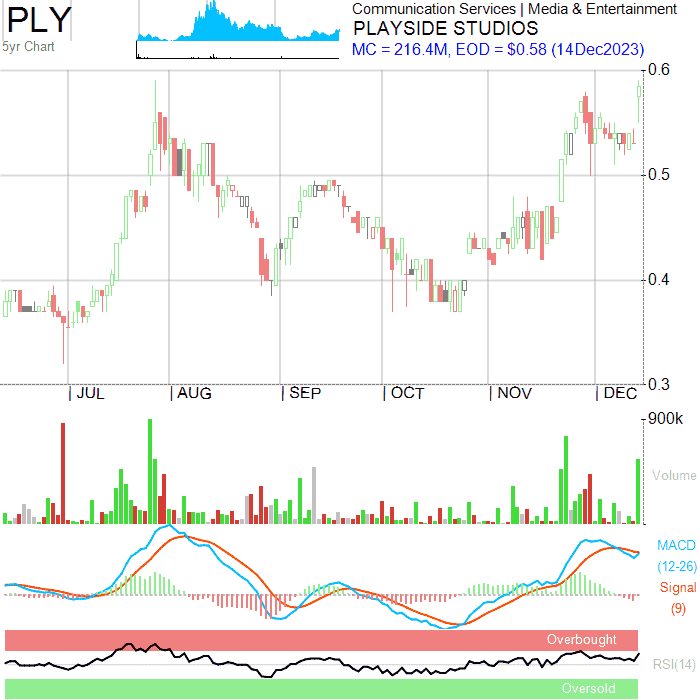 PLY
5yr Chart
Communication Services | Media & Entertainment
PLAYSIDE STUDIOS
MC = 216.4M, EOD = $0.58 (14Dec2023)
0.6
0.5
0.4
0.3
JUL AUG SEP OCT NOV DEC
900k
Volume
MACD
(12-26)
Signal
(9)
Overbought
RSI(14)
Oversold